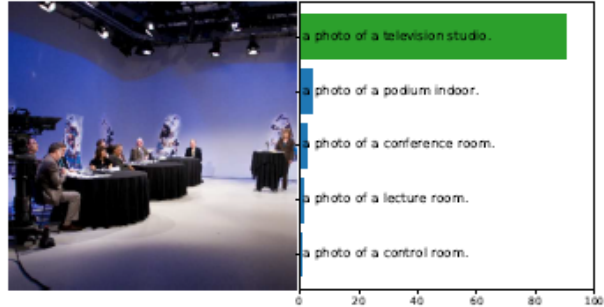 a photo of a television studio.
a photo of a podium indoor.
a photo of a conference room.
a photo of a lecture room.
a photo of a control room.
0 20 40 60 80 100